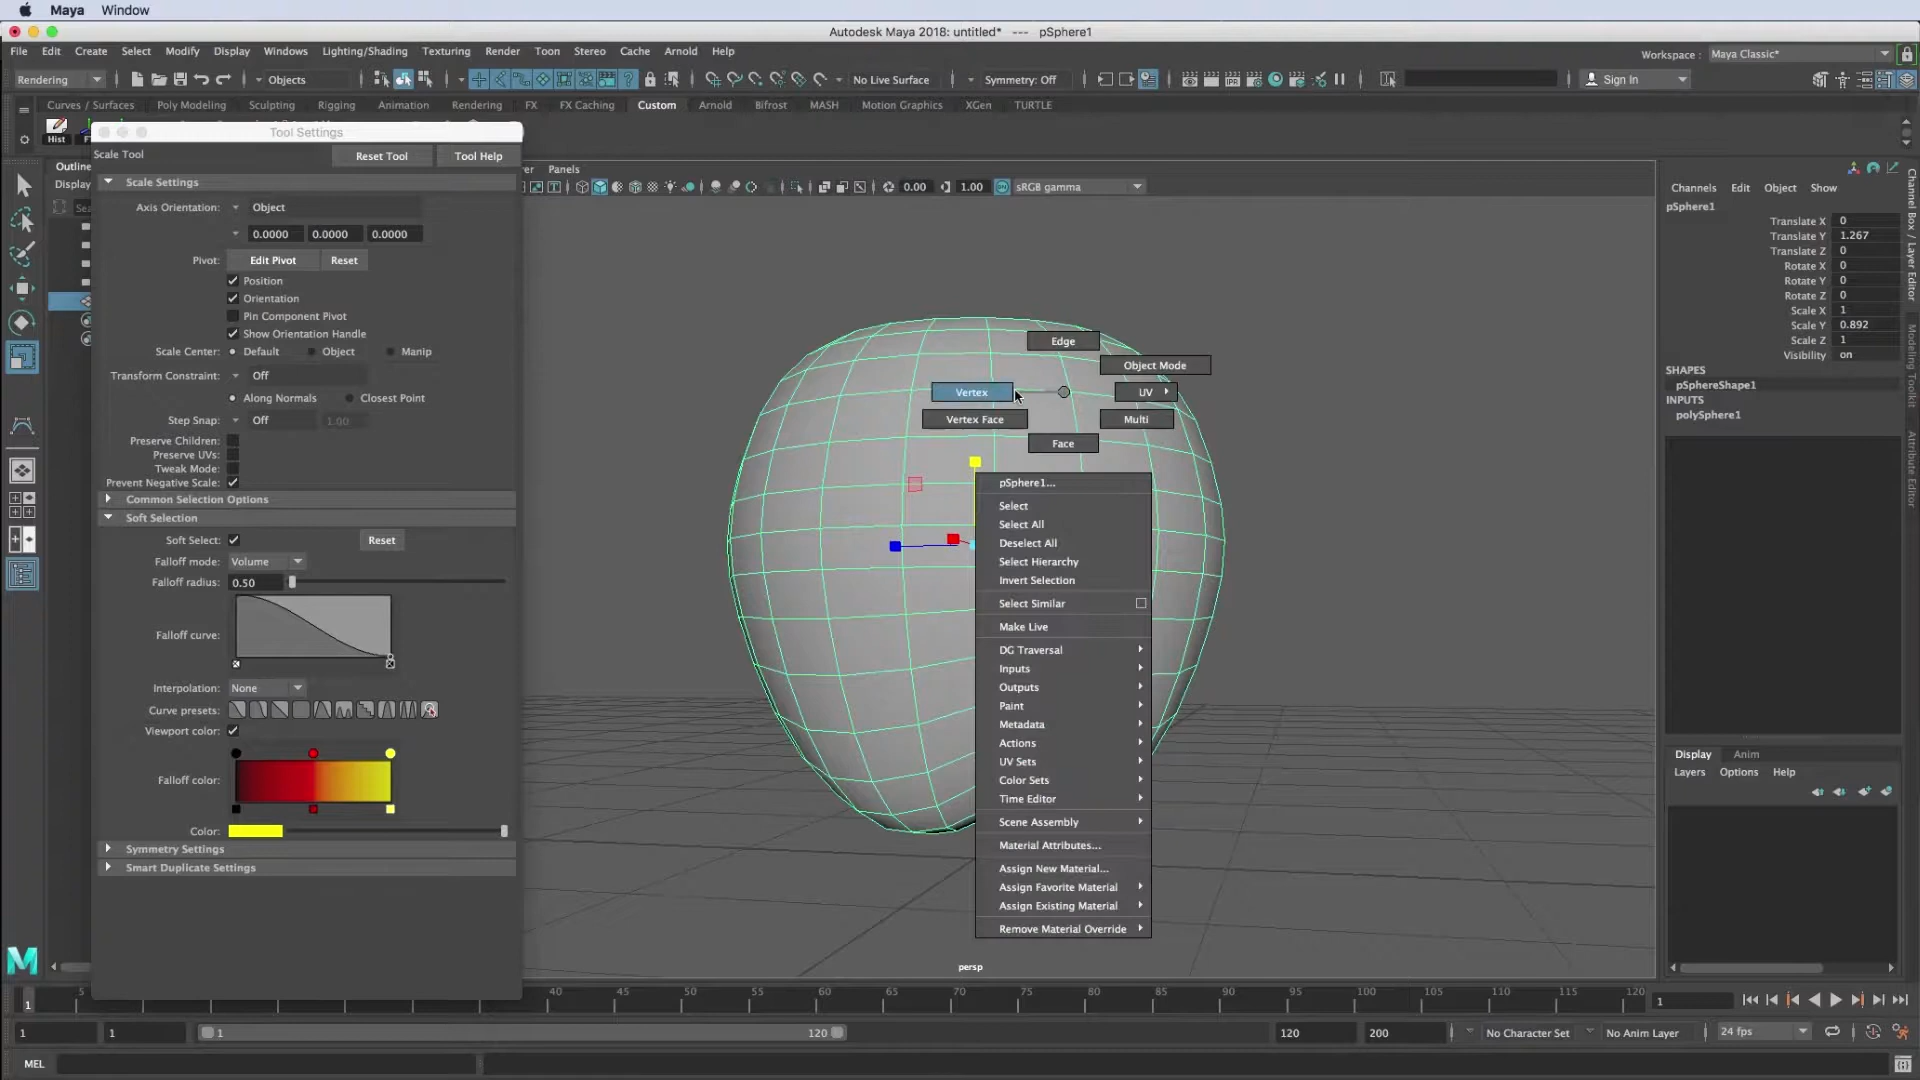 Maya Window
Autodesk Maya 2018: untitled* --- pSphere1
File Edit Create Select Modify Display Windows Lighting/Shading Texturing Render Toon Stereo Cache Arnold Help
Workspace : Maya Classic*
Rendering Objects No Live Surface Symmetry: Off Sign In
Curves / Surfaces Poly Modeling Sculpting Rigging Animation Rendering FX FX Caching Custom Arnold Bifrost MASH Motion Graphics XGen TURTLE
Hist
Tool Settings
Scale Tool Reset Tool Tool Help
Outline
Display
Sea
Panels
0.00 1.00 sRGB gamma
Scale Settings
Axis Orientation: Object
0.0000 0.0000 0.0000
Pivot: Edit Pivot Reset
Position
Orientation
Pin Component Pivot
Show Orientation Handle
Scale Center: Default Object Manip
Transform Constraint: Off
Along Normals Closest Point
Step Snap: Off 1.00
Preserve Children:
Preserve UVs:
Tweak Mode:
Prevent Negative Scale:
Common Selection Options
Soft Selection
Soft Select: Reset
Falloff mode: Volume
Falloff radius: 0.50
Falloff curve:
Interpolation: None
Curve presets:
Viewport color:
Falloff color:
Color:
Symmetry Settings
Smart Duplicate Settings
Edge
Object Mode
Vertex UV
Vertex Face Multi
Face
pSphere1...
Select
Select All
Deselect All
Select Hierarchy
Invert Selection
Select Similar
Make Live
DG Traversal
Inputs
Outputs
Paint
Metadata
Actions
UV Sets
Color Sets
Time Editor
Scene Assembly
Material Attributes...
Assign New Material...
Assign Favorite Material
Assign Existing Material
Remove Material Override
persp
Channels Edit Object Show
pSphere1
Translate X 0
Translate Y 1.267
Translate Z 0
Rotate X 0
Rotate Y 0
Rotate Z 0
Scale X 1
Scale Y 0.892
Scale Z 1
Visibility on
SHAPES
pSphereShape1
INPUTS
polySphere1
Channel Box / Layer Editor
Modeling Toolkit
Attribute Editor
Display Anim
Layers Options Help
1 5 40 45 50 55 60 65 70 75 80 85 90 95 100 105 110 115 120 1
1 1 1 120 120 200 No Character Set No Anim Layer 24 fps
MEL